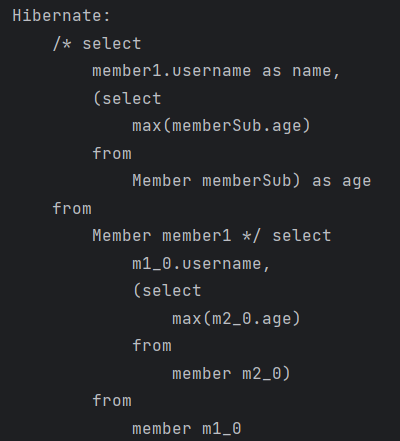 Hibernate:
    /* select
        member1.username as name,
        (select
            max(memberSub.age)
        from
            Member memberSub) as age
    from
        Member member1 */ select
            m1_0.username,
            (select
                max(m2_0.age)
            from
                member m2_0)
        from
            member m1_0